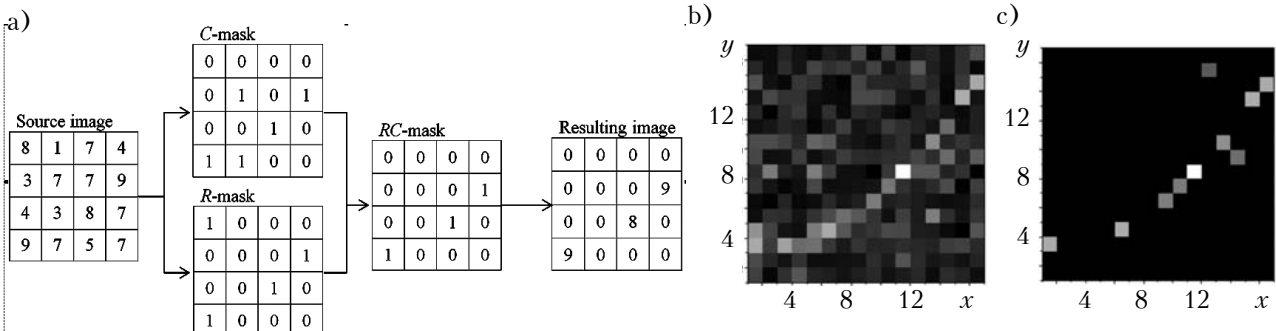 a)
C-mask
0 0 0 0
0 1 0 1
0 0 1 0
1 1 0 0
Source image
8 1 7 4
3 7 7 9
4 3 8 7
9 7 5 7
R-mask
1 0 0 0
0 0 0 1
0 0 1 0
1 0 0 0
RC-mask
0 0 0 0
0 0 0 1
0 0 1 0
1 0 0 0
Resulting image
0 0 0 0
0 0 0 9
0 0 8 0
9 0 0 0
b)
y
12
8
4
4 8 12 x
c)
y
12
8
4
4 8 12 x